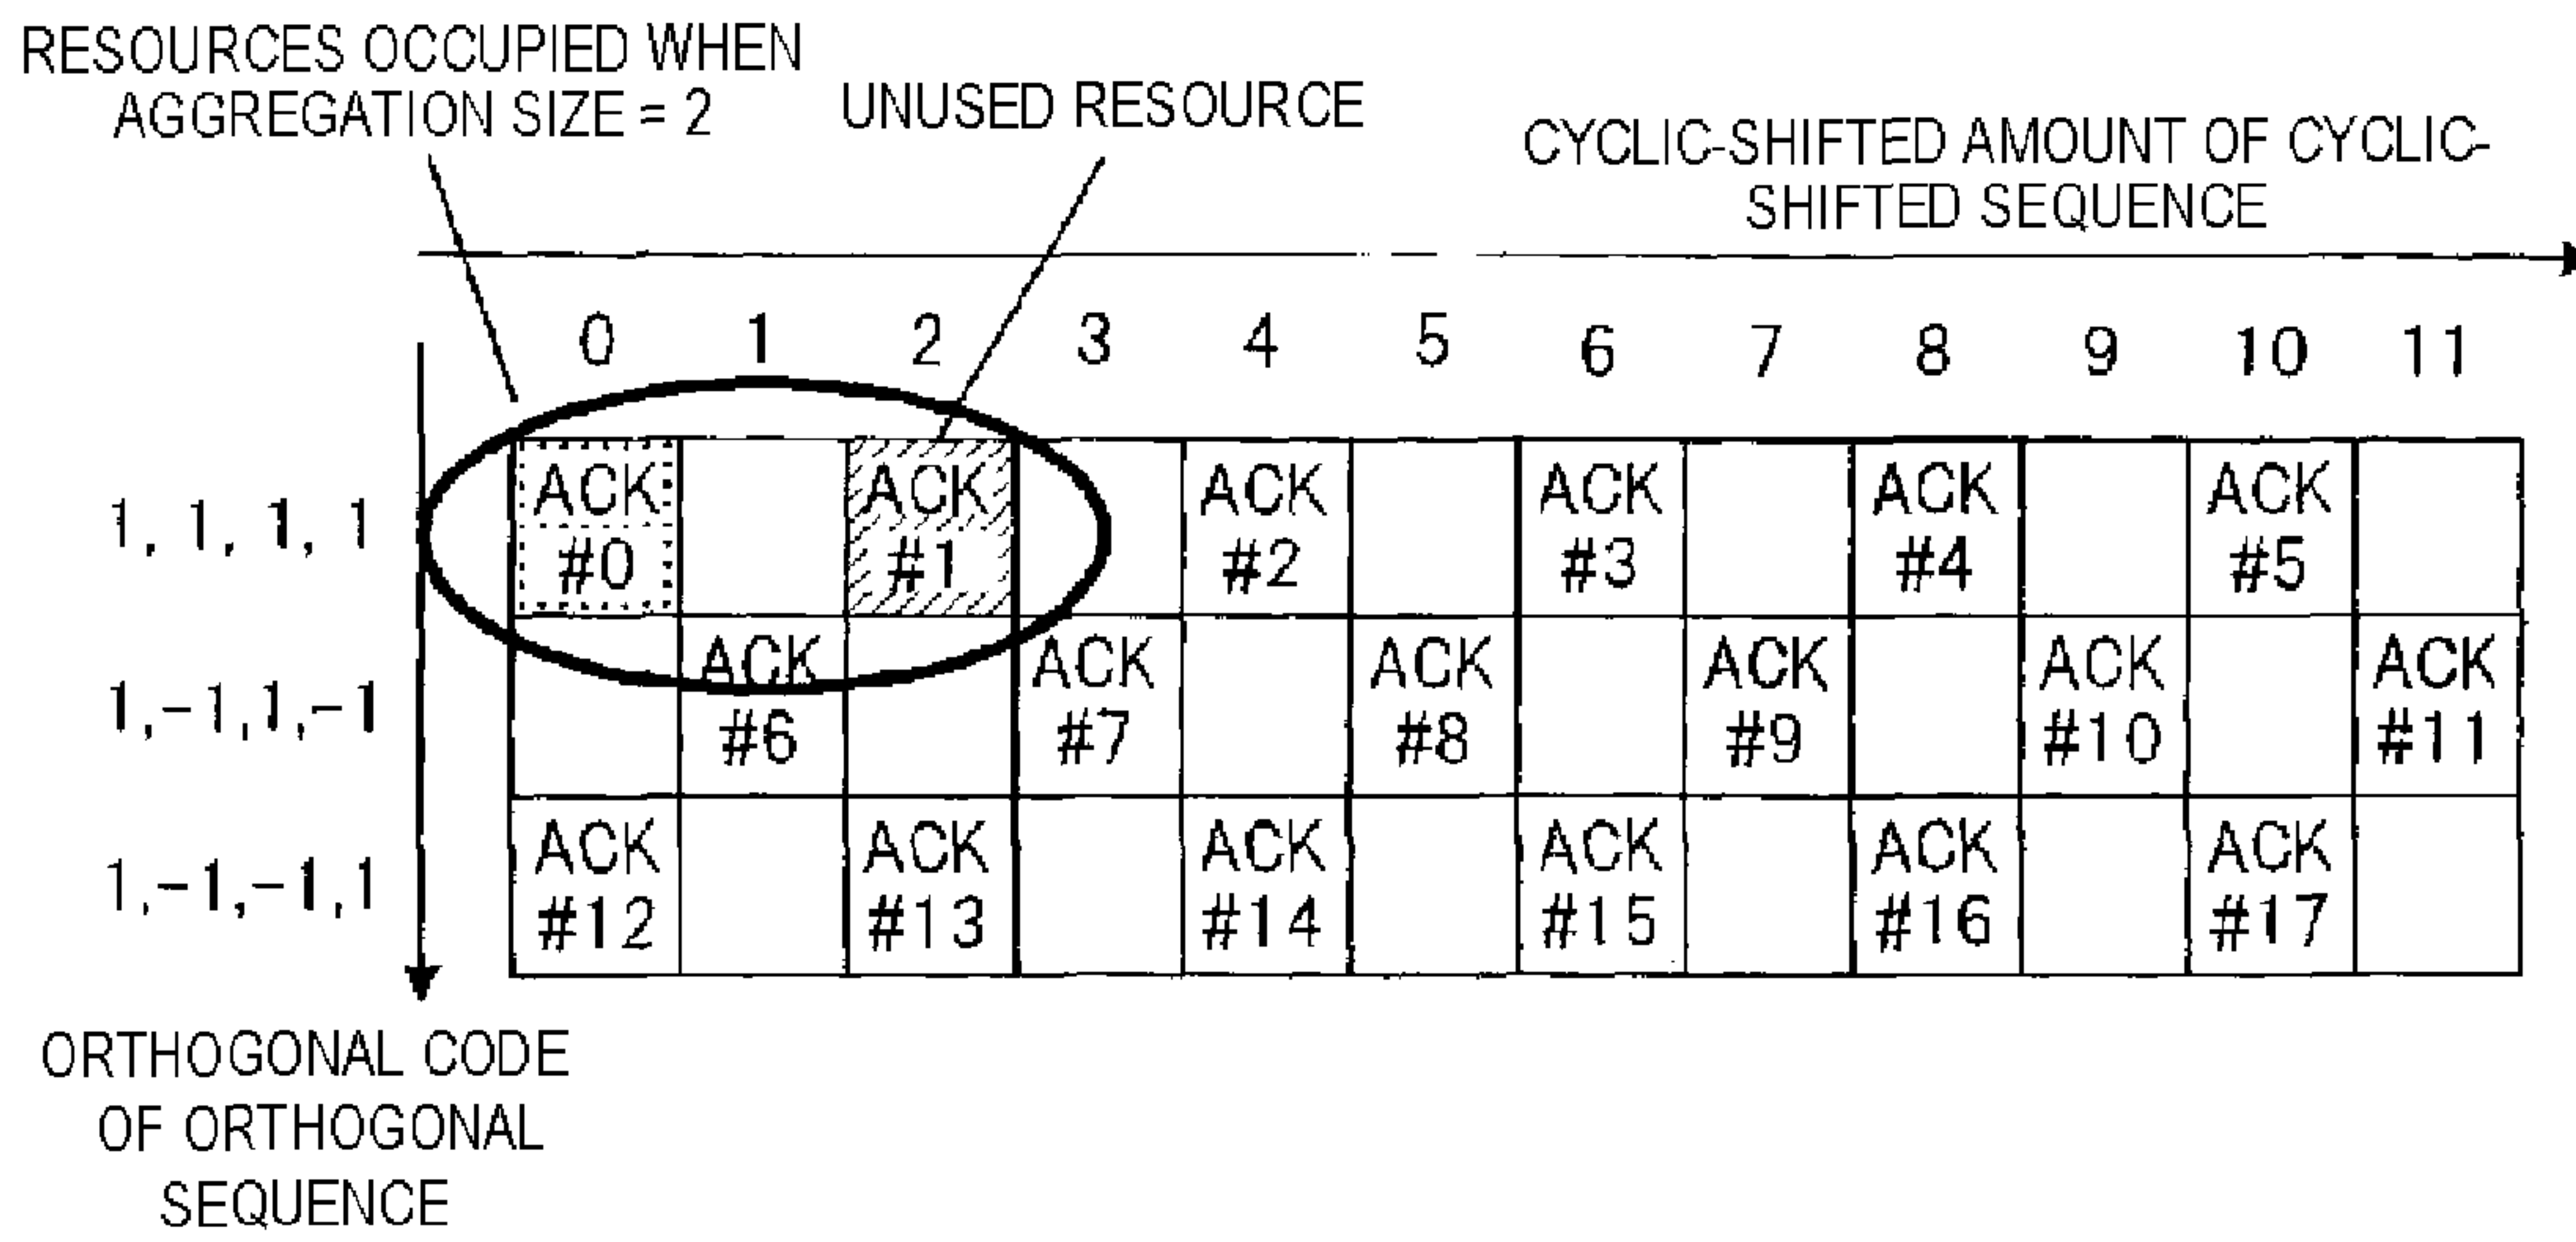 RESOURCES OCCUPIED WHEN
AGGREGATION SIZE = 2
UNUSED RESOURCE
CYCLIC-SHIFTED AMOUNT OF CYCLIC-
SHIFTED SEQUENCE
0 1 2 3 4 5 6 7 8 9 10 11
1, 1, 1, 1
ACK ACK ACK ACK ACK ACK
#0 #1 #2 #3 #4 #5
1,-1,1,-1
ACK ACK ACK ACK ACK ACK
#6 #7 #8 #9 #10 #11
1,-1,-1,1
ACK ACK ACK ACK ACK ACK
#12 #13 #14 #15 #16 #17
ORTHOGONAL CODE
OF ORTHOGONAL
SEQUENCE